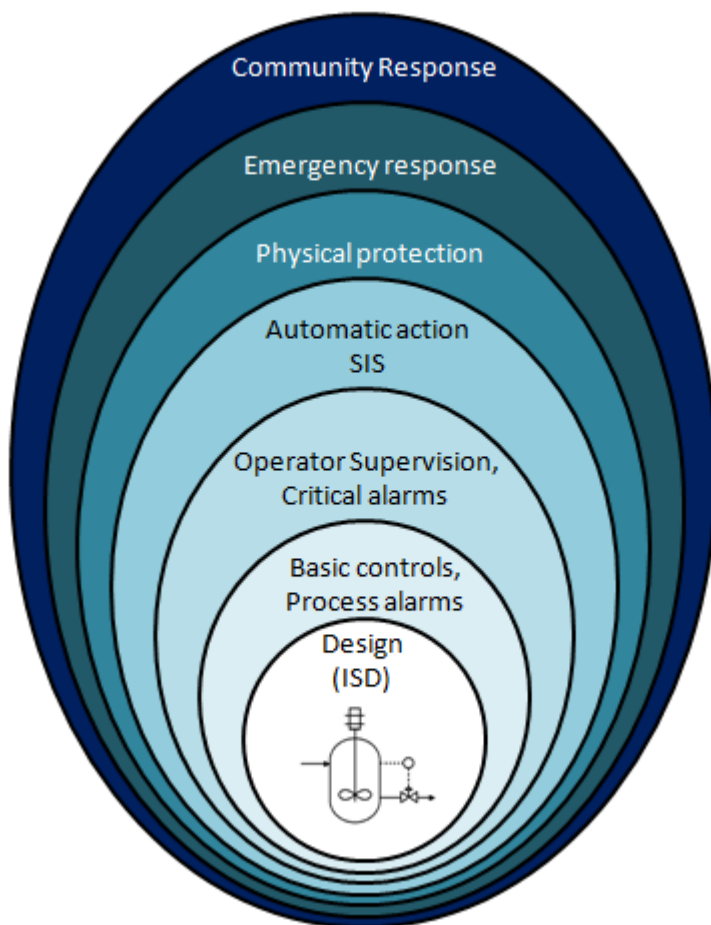 Community Response
Emergency response
Physical protection
Automatic action
SIS
Operator Supervision,
Critical alarms
Basic controls,
Process alarms
Design
(ISD)